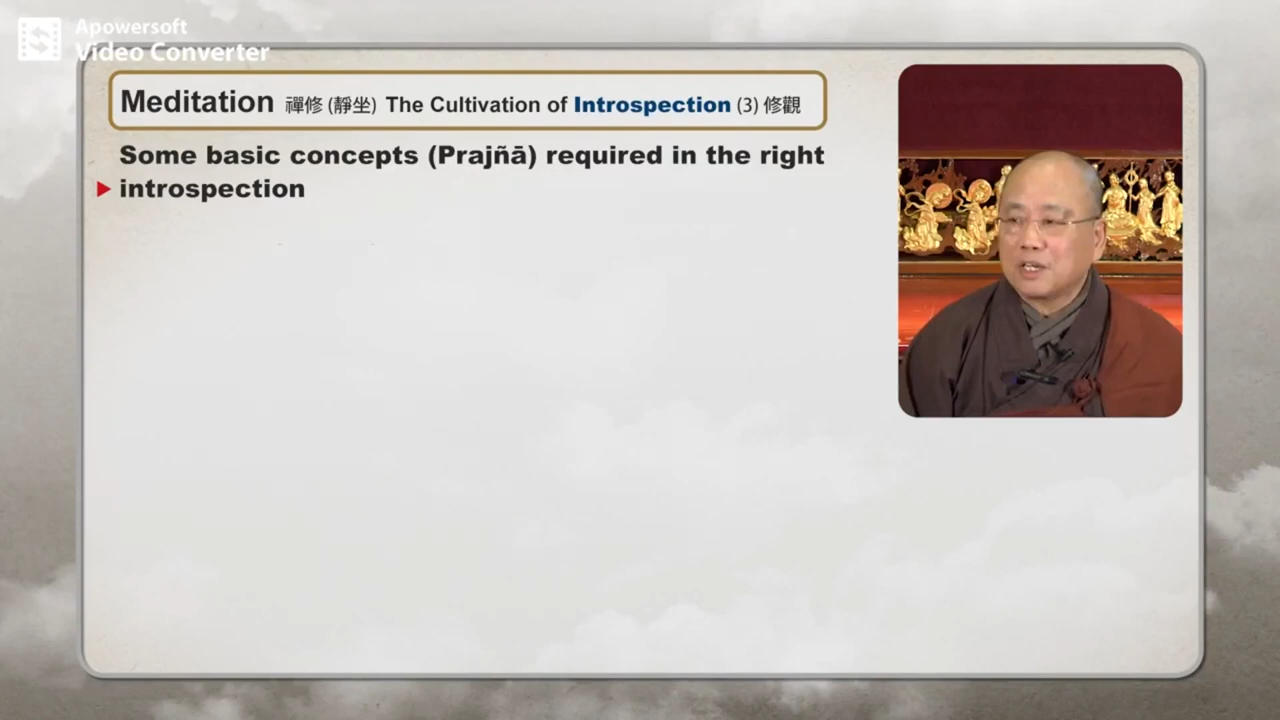 Apowersoft
Video Converter
Meditation 禪修 (靜坐) The Cultivation of Introspection (3) 修觀
Some basic concepts (Prajñā) required in the right
introspection